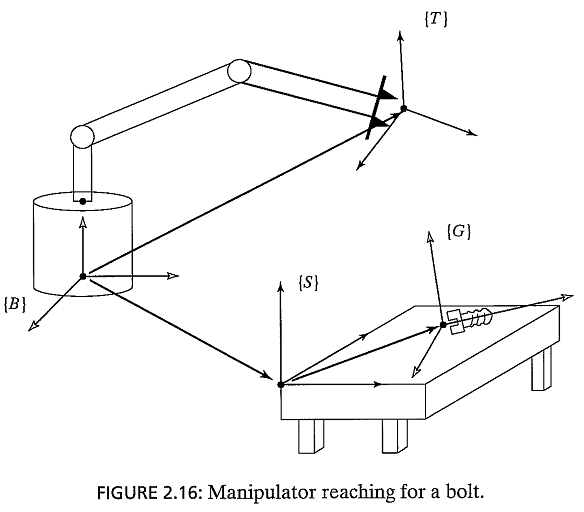 {T}
{G}
{S}
{B}
FIGURE 2.16: Manipulator reaching for a bolt.